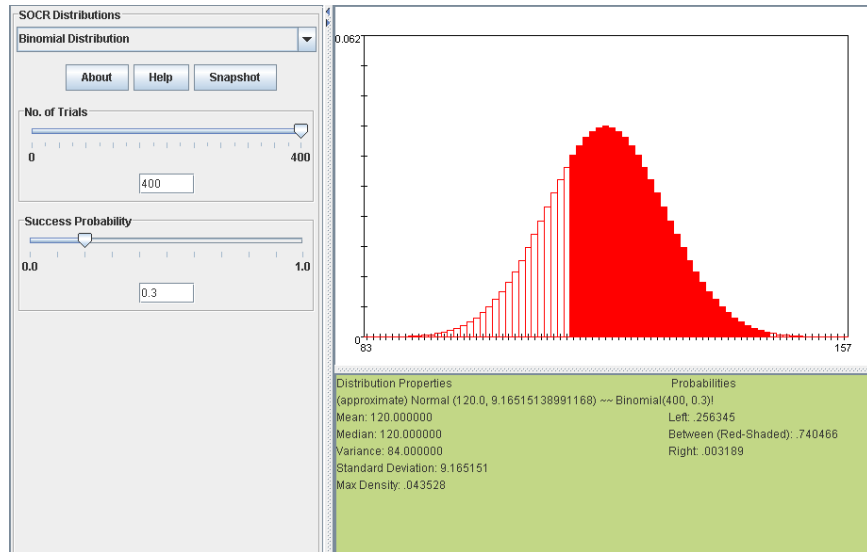 SOCR Distributions
Binomial Distribution
About Help Snapshot
No. of Trials
0 400
400
Success Probability
0.0 1.0
0.3
0.062
0
83 157
Distribution Properties Probabilities
(approximate) Normal (120.0, 9.16515138991168) ~~ Binomial(400, 0.3)!
Mean: 120.000000 Left: .256345
Median: 120.000000 Between (Red-Shaded): .740466
Variance: 84.000000 Right: .003189
Standard Deviation: 9.165151
Max Density: .043528